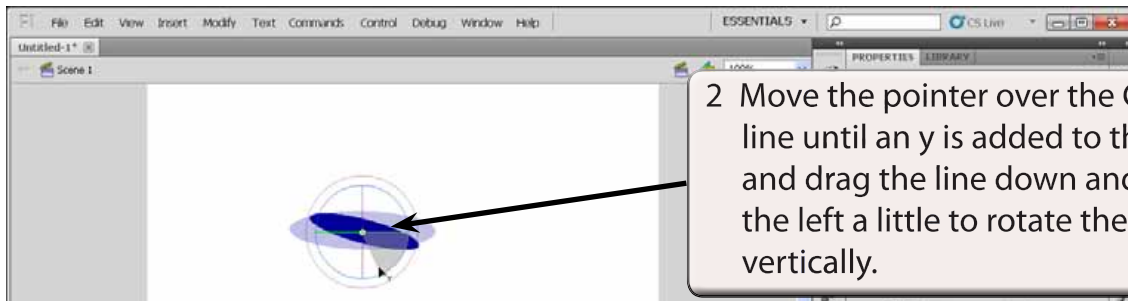 Fl File Edit View Insert Modify Text Commands Control Debug Window Help ESSENTIALS CS Live
Untitled-1*
Scene 1 100% PROPERTIES LIBRARY
2 Move the pointer over the
line until an y is added to
and drag the line down
the left a little to rotate the
vertically.